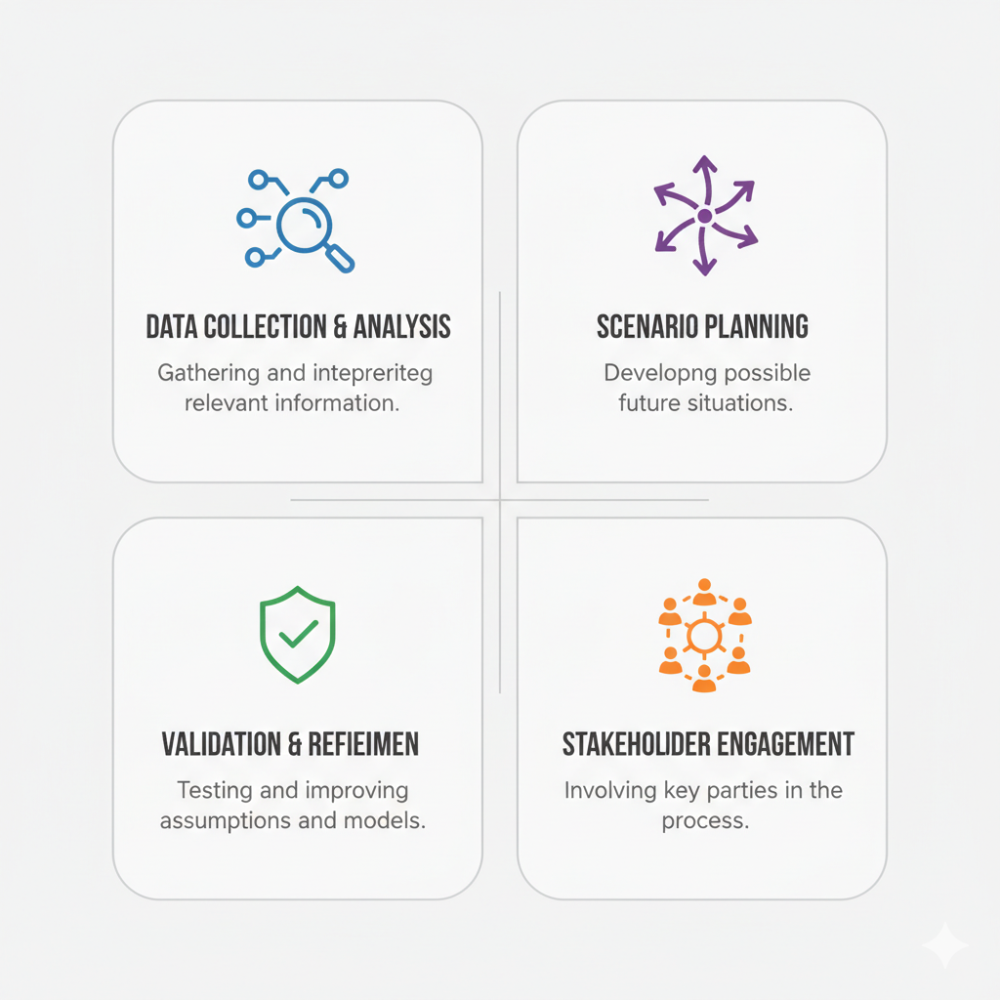 DATA COLLECTION & ANALYSIS
Gathering and intepreriteg
relevant information.
SCENARIO PLANNING
Developng possible
future situations.
VALIDATION & REFIEIMEN
Testing and improving
assumptions and models.
STAKEHOLIDER ENGAGEMENT
Involving key parties in the
process.